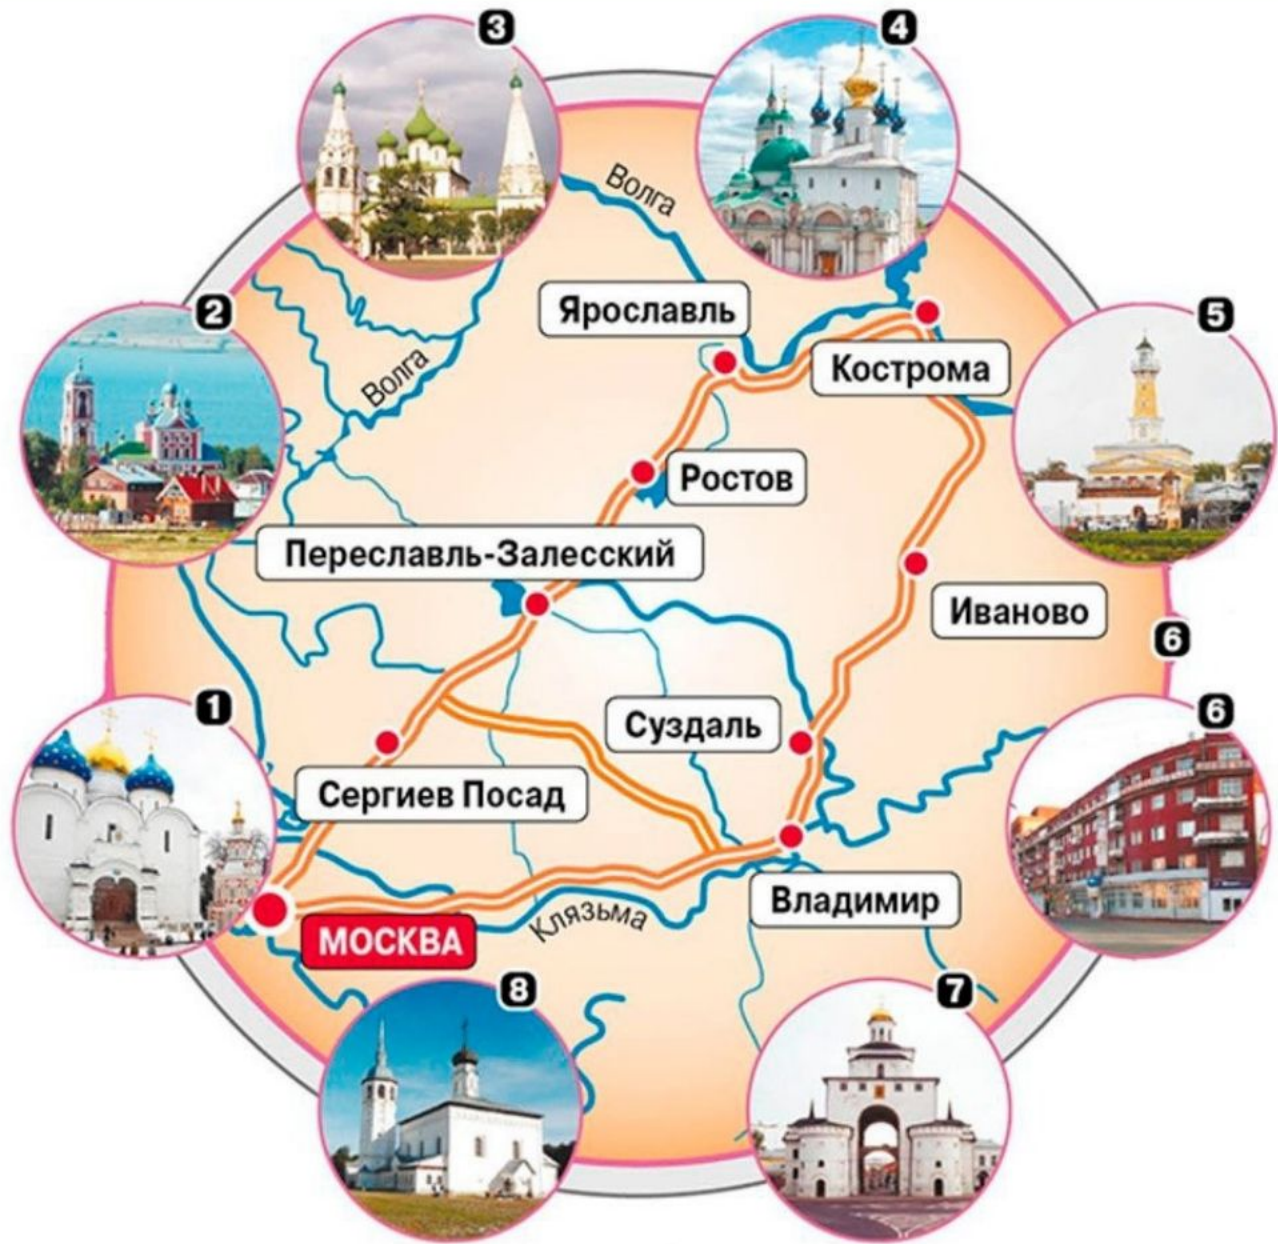 3
4
Волга
2
Ярославль
5
Кострома
Волга
Ростов
Переславль-Залесский
Иваново
6
1
Суздаль
6
Сергиев Посад
Владимир
Клязьма
МОСКВА
8
7